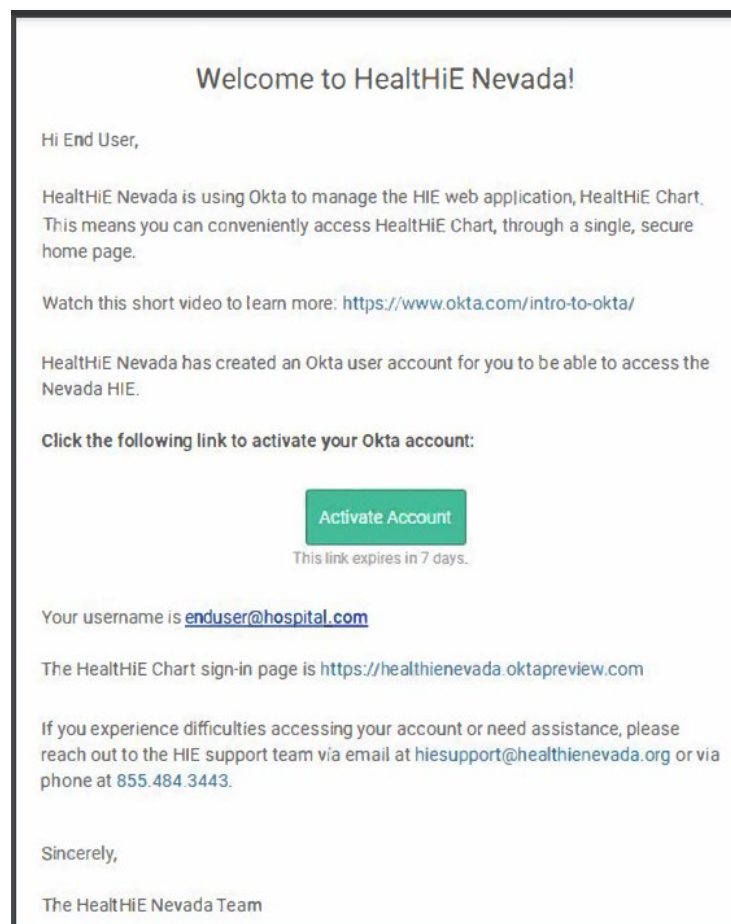 Welcome to HealtHiE Nevada!
Hi End User,
HealtHiE Nevada is using Okta to manage the HIE web application, HealtHiE Chart.
This means you can conveniently access HealtHiE Chart, through a single, secure
home page.
Watch this short video to learn more: https://www.okta.com/intro-to-okta/
HealtHiE Nevada has created an Okta user account for you to be able to access the
Nevada HIE.
Click the following link to activate your Okta account:
Activate Account
This link expires in 7 days.
Your username is enduser@hospital.com
The HealtHiE Chart sign-in page is https://healthienevada.oktapreview.com
If you experience difficulties accessing your account or need assistance, please
reach out to the HIE support team via email at hiesupport@healthienevada.org or via
phone at 855.484.3443.
Sincerely,
The HealtHiE Nevada Team